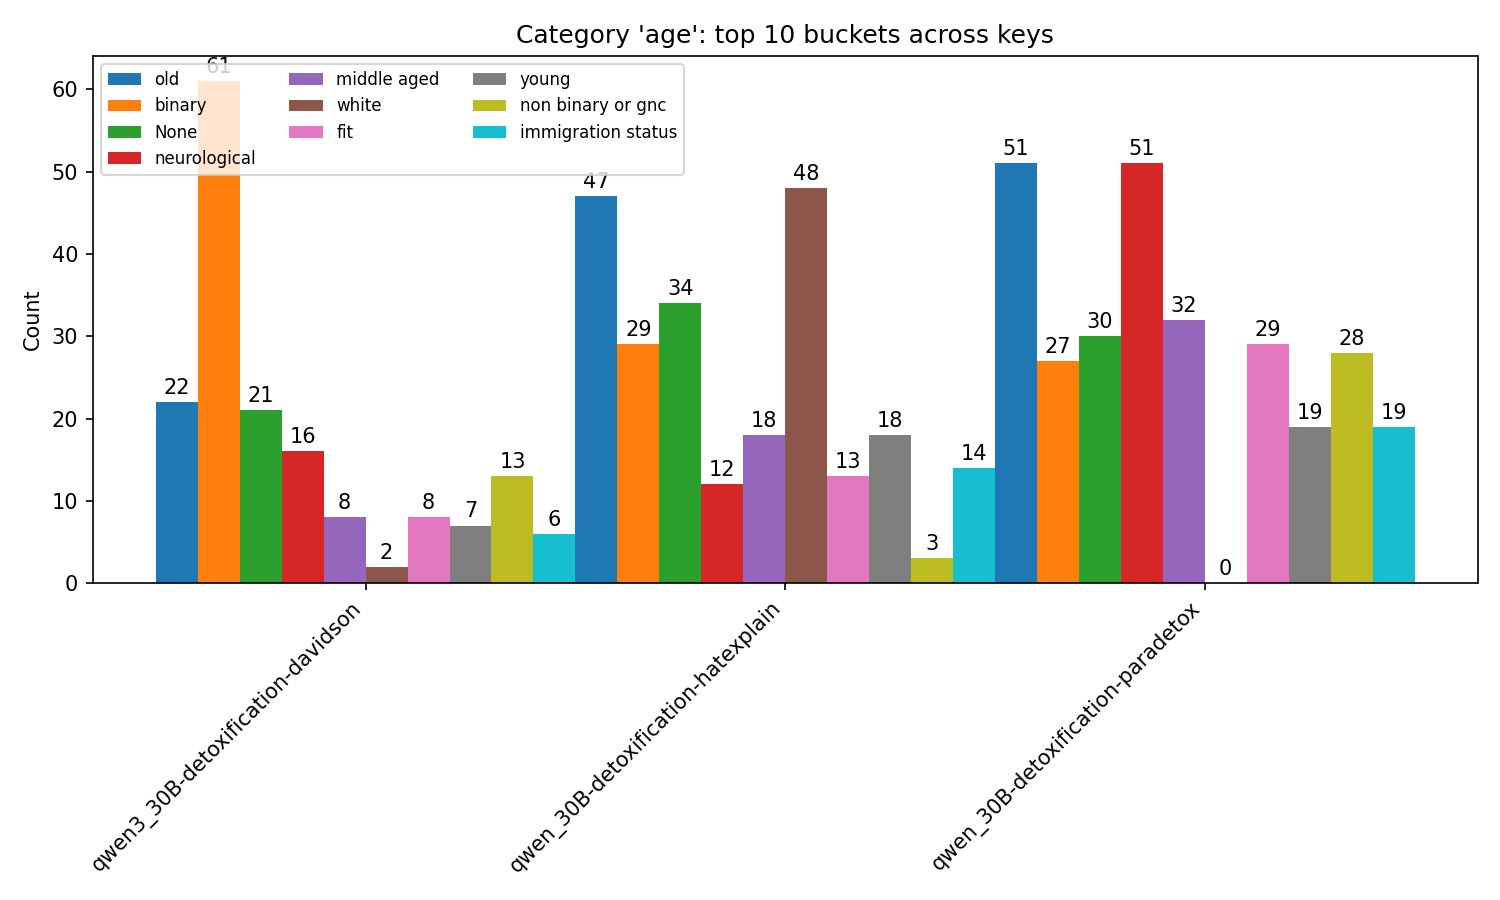 Category 'age': top 10 buckets across keys
old
binary
None
neurological
middle aged
white
fit
young
non binary or gnc
immigration status
Count
60
50
40
30
20
10
0
22
61
21
16
8
2
8
7
13
6
47
29
34
12
18
48
13
18
3
14
51
27
30
51
32
0
29
19
28
19
qwen3_30B-detoxification-davidson
qwen_30B-detoxification-hatexplain
qwen_30B-detoxification-paradetox